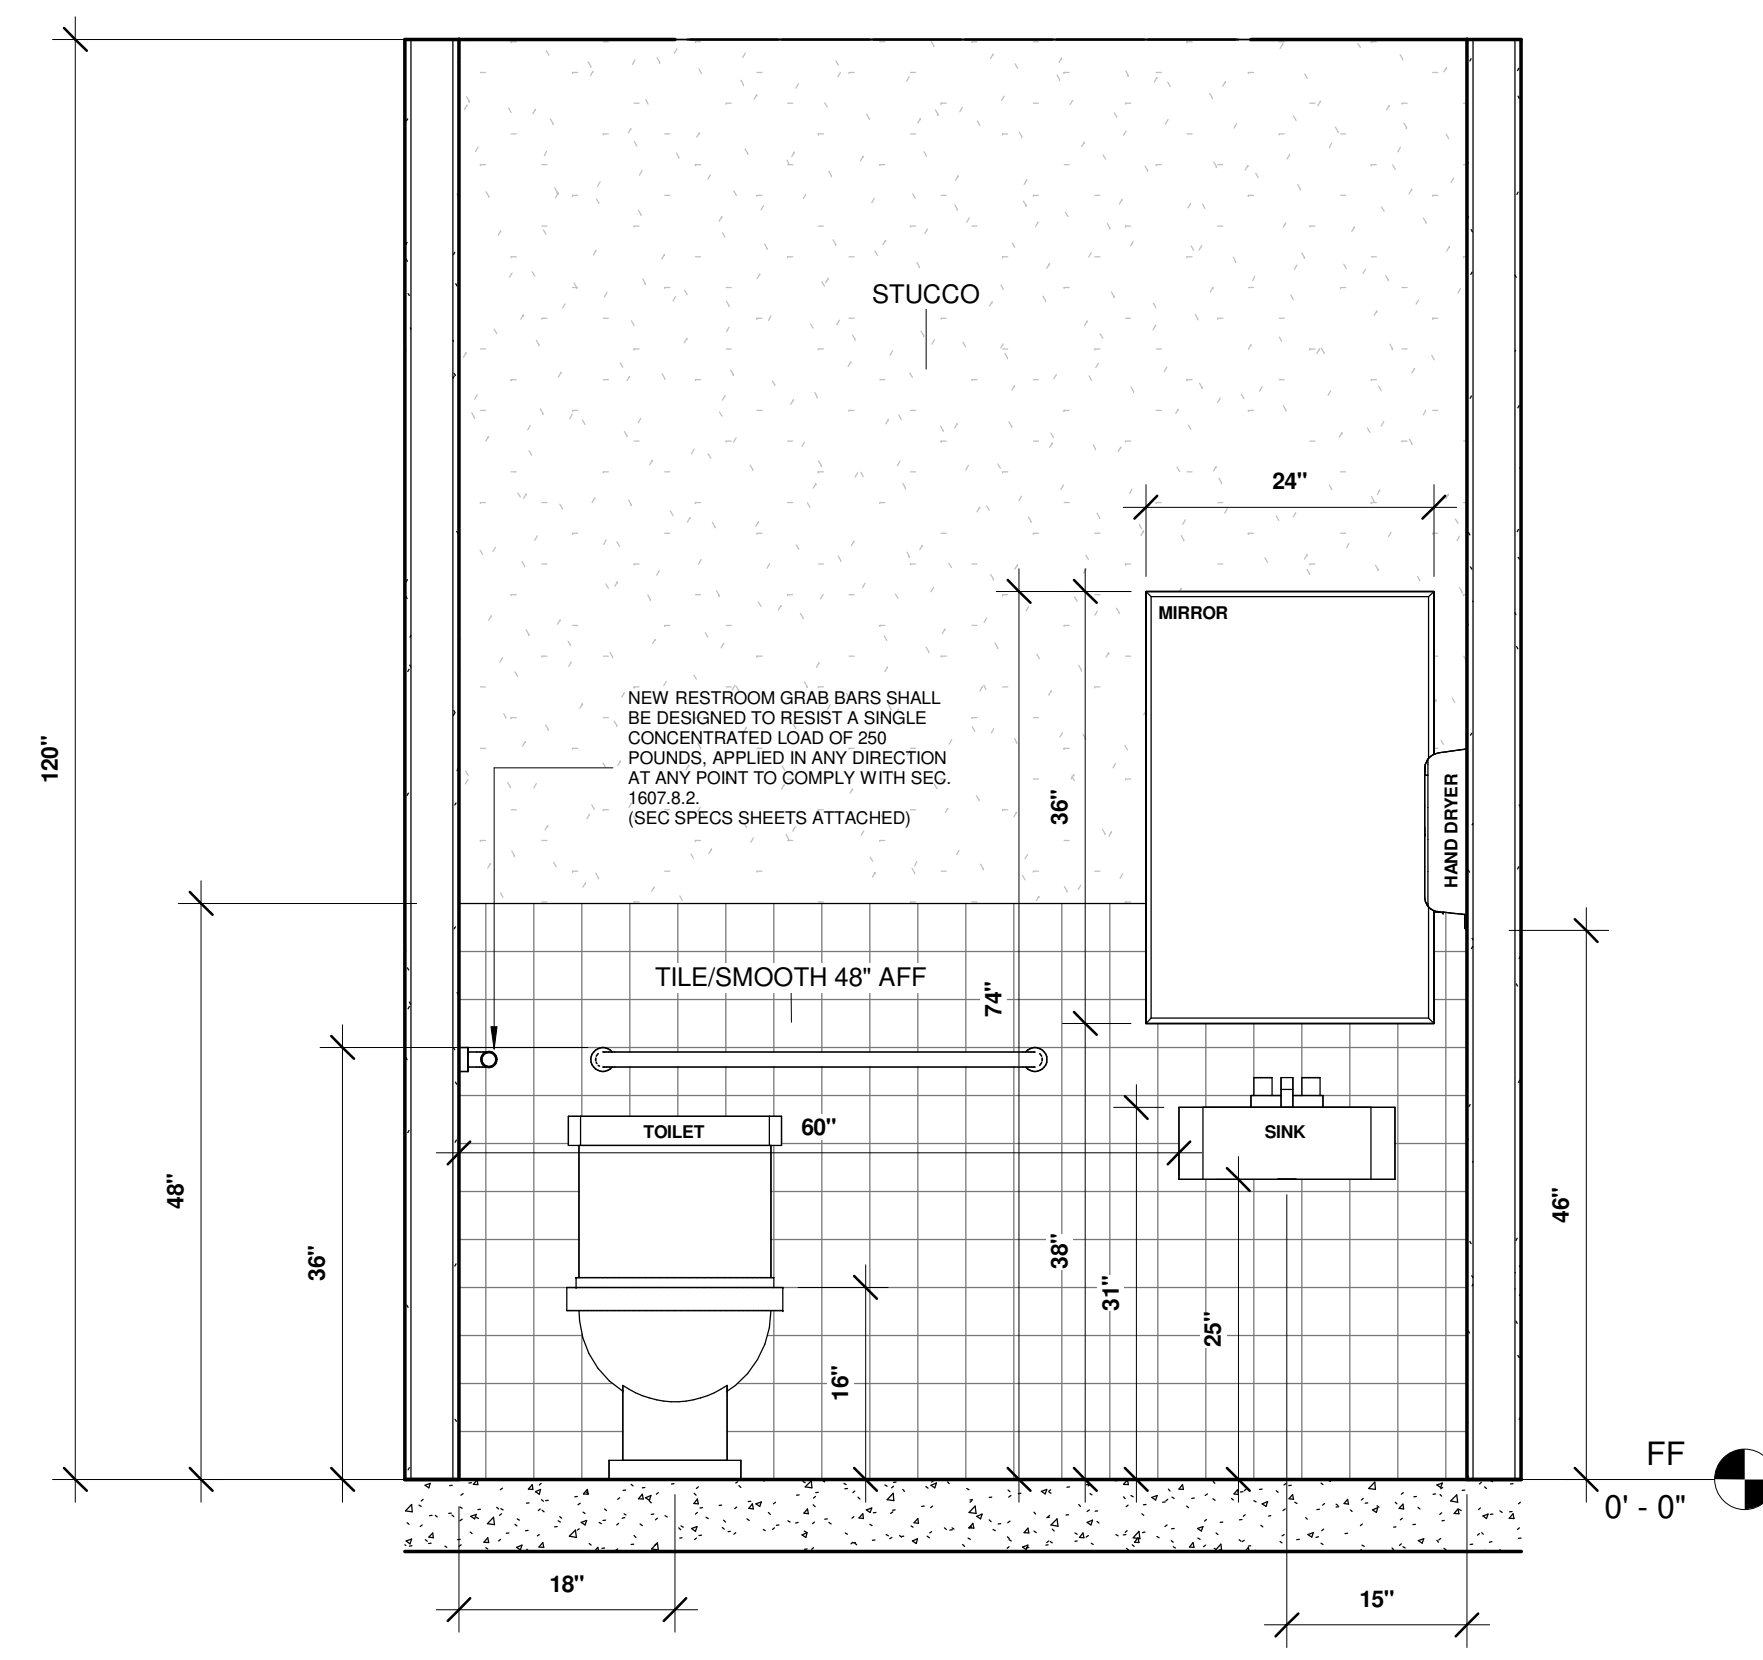 STUCCO
24"
MIRROR
NEW RESTROOM GRAB BARS SHALL
BE DESIGNED TO RESIST A SINGLE
CONCENTRATED LOAD OF 250
POUNDS, APPLIED IN ANY DIRECTION
AT ANY POINT TO COMPLY WITH SEC.
1607.8.2.
(SEC SPECS SHEETS ATTACHED)
120"
36"
HAND DRYER
TILE/SMOOTH 48" AFF
74"
TOILET
60"
SINK
48"
36"
38"
31"
25"
46"
16"
FF
0' - 0"
18"
15"